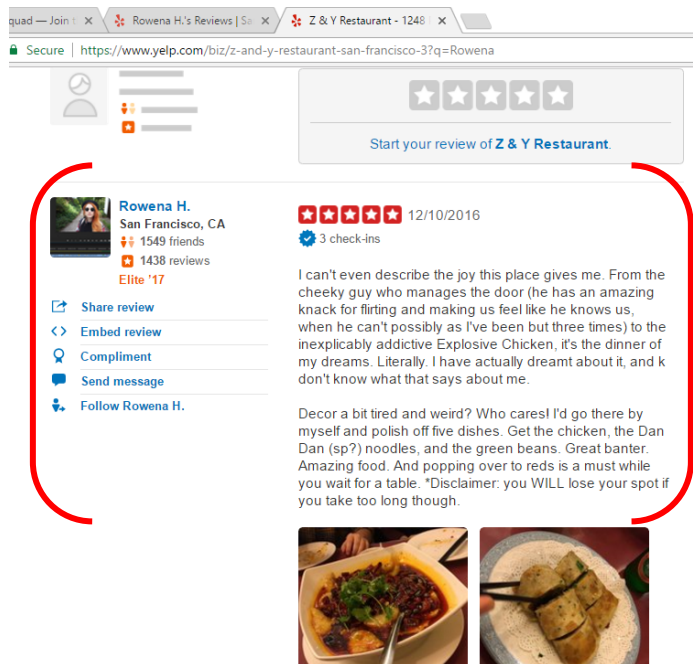 quad — Join t
Rowena H.'s Reviews | Sa
Z & Y Restaurant - 1248
Secure | https://www.yelp.com/biz/z-and-y-restaurant-san-francisco-3?q=Rowena
Start your review of Z & Y Restaurant.
Rowena H.
San Francisco, CA
1549 friends
1438 reviews
Elite '17
Share review
Embed review
Compliment
Send message
Follow Rowena H.
12/10/2016
3 check-ins
I can't even describe the joy this place gives me. From the
cheeky guy who manages the door (he has an amazing
knack for flirting and making us feel like he knows us,
when he can't possibly as I've been but three times) to the
inexplicably addictive Explosive Chicken, it's the dinner of
my dreams. Literally. I have actually dreamt about it, and k
don't know what that says about me.
Decor a bit tired and weird? Who cares! I'd go there by
myself and polish off five dishes. Get the chicken, the Dan
Dan (sp?) noodles, and the green beans. Great banter.
Amazing food. And popping over to reds is a must while
you wait for a table. *Disclaimer: you WILL lose your spot if
you take too long though.